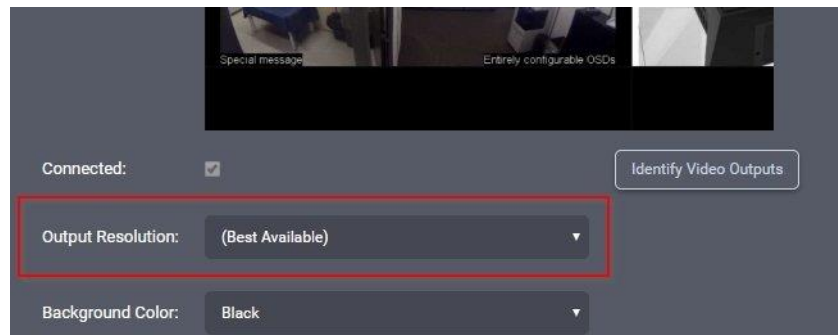 Special message
Entirely configurable OSDs
Connected:
Identify Video Outputs
Output Resolution:
(Best Available)
Background Color:
Black